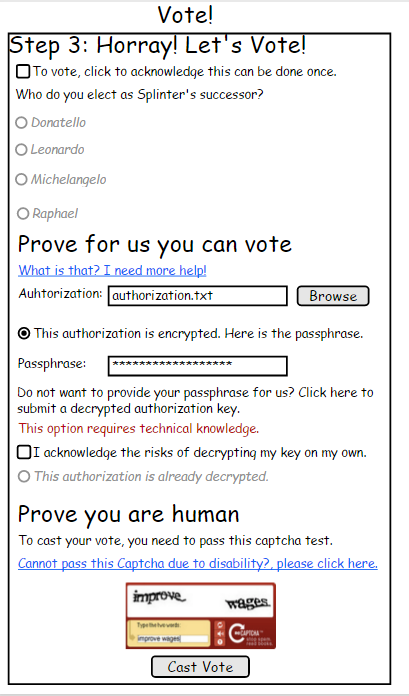 Vote!
Step 3: Horray! Let's Vote!
To vote, click to acknowledge this can be done once.
Who do you elect as Splinter's successor?
Donatello
Leonardo
Michelangelo
Raphael
Prove for us you can vote
What is that? I need more help!
Auhtorization: authorization.txt Browse
This authorization is encrypted. Here is the passphrase.
Passphrase: ******************
Do not want to provide your passphrase for us? Click here to
submit a decrypted authorization key.
This option requires technical knowledge.
I acknowledge the risks of decrypting my key on my own.
This authorization is already decrypted.
Prove you are human
To cast your vote, you need to pass this captcha test.
Cannot pass this Captcha due to disability?, please click here.
improve wages
Type the two words:
improve wages
CAPTCHA™
stop spam.
read books.
Cast Vote